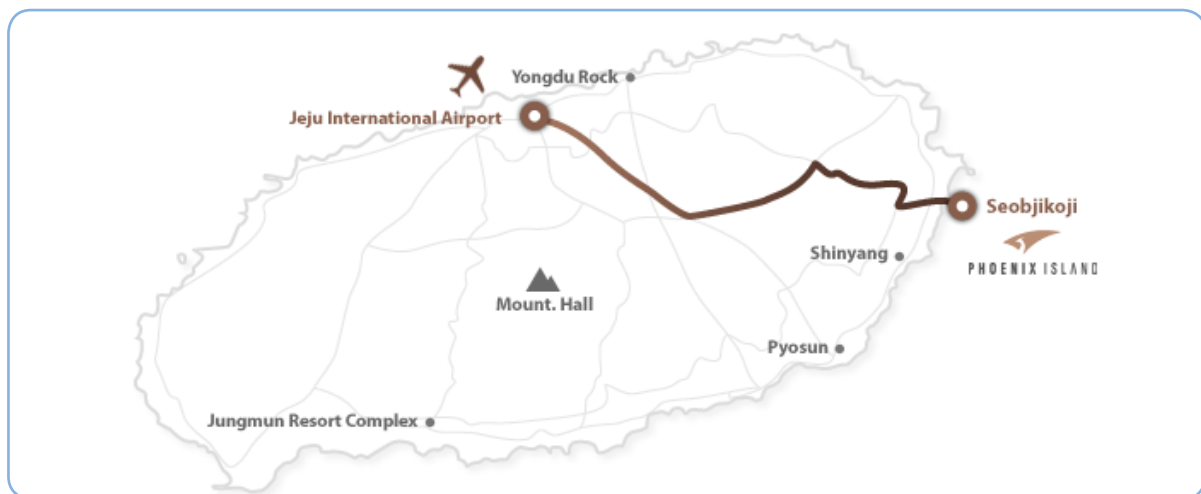 Yongdu Rock
Jeju International Airport
Seobjikoji
PHOENIX ISLAND
Shinyang
Mount. Hall
Pyosun
Jungmun Resort Complex